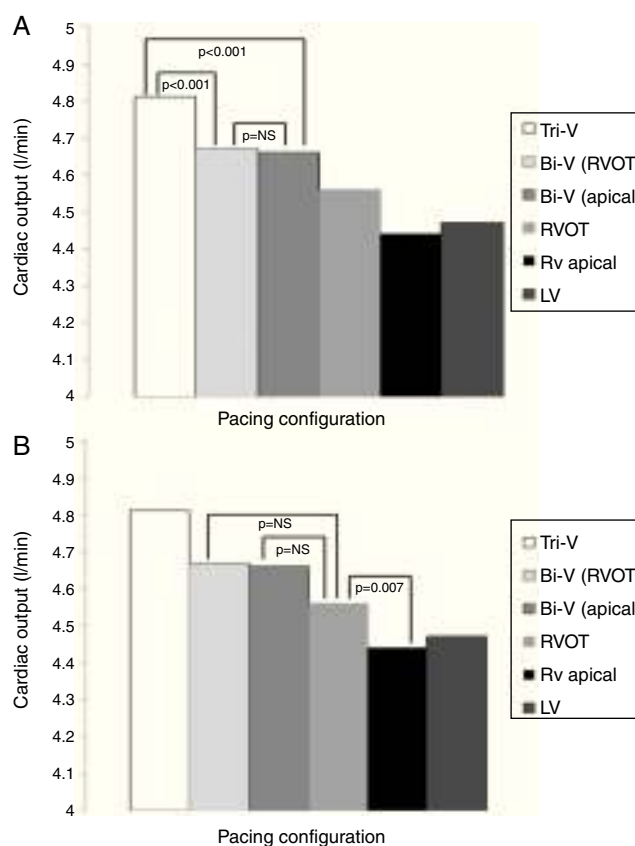 A
5
4.9
4.8
4.7
4.6
4.5
4.4
4.3
4.2
4.1
4
Cardiac output (l/min)
p<0.001
p<0.001
p=NS
Tri-V
Bi-V (RVOT
Bi-V (apical
RVOT
Rv apical
LV
Pacing configuration
B
5
4.9
4.8
4.7
4.6
4.5
4.4
4.3
4.2
4.1
4
Cardiac output (l/min)
p=NS
p=NS
p=0.007
Tri-V
Bi-V (RVOT
Bi-V (apical
RVOT
Rv apical
LV
Pacing configuration